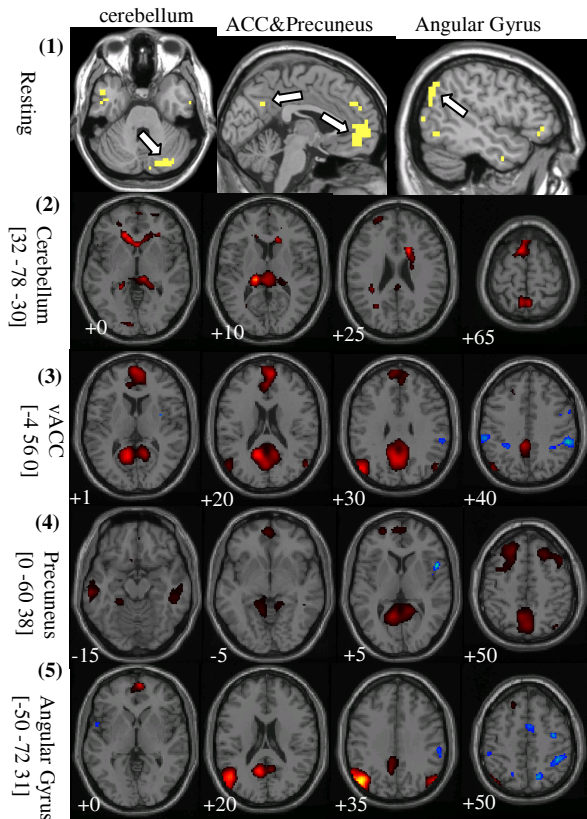 cerebellum
ACC&Precuneus
Angular Gyrus
(1)
Resting
(2)
Cerebellum
[32 -78 -30]
+0
+10
+25
+65
(3)
vACC
[-4 56 0]
+1
+20
+30
+40
(4)
Precuneus
[0 -60 38]
-15
-5
+5
+50
(5)
Angular Gyrus
[-50 -72 31]
+0
+20
+35
+50